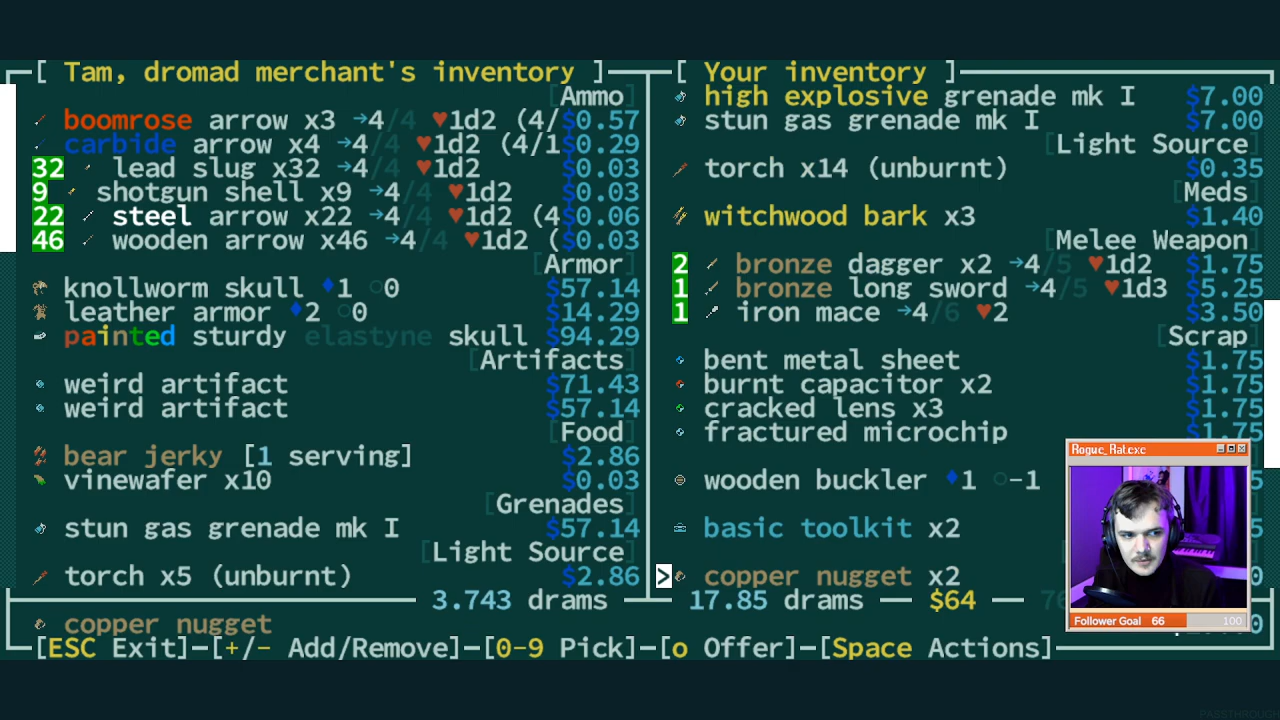 [ Tam, dromad merchant's inventory ]
[Ammo]
boomrose arrow x3 →4/4 ♥1d2 (4/ $0.57
carbide arrow x4 →4/4 ♥1d2 (4/1 $0.29
32 lead slug x32 →4/4 ♥1d2 $0.03
9 shotgun shell x9 →4/4 ♥1d2 $0.03
22 steel arrow x22 →4/4 ♥1d2 (4 $0.06
46 wooden arrow x46 →4/4 ♥1d2 ( $0.03
[Armor]
knollworm skull ♦1 ○0 $57.14
leather armor ♦2 ○0 $14.29
painted sturdy elastyne skull $94.29
[Artifacts]
weird artifact $71.43
weird artifact $57.14
[Food]
bear jerky [1 serving] $2.86
vinewafer x10 $0.03
[Grenades]
stun gas grenade mk I $57.14
[Light Source]
torch x5 (unburnt) $2.86
3.743 drams
[ Your inventory ]
high explosive grenade mk I $7.00
stun gas grenade mk I $7.00
[Light Source]
torch x14 (unburnt) $0.35
[Meds]
witchwood bark x3 $1.40
[Melee Weapon]
2 bronze dagger x2 →4/5 ♥1d2 $1.75
1 bronze long sword →4/5 ♥1d3 $5.25
1 iron mace →4/6 ♥2 $3.50
[Scrap]
bent metal sheet $1.75
burnt capacitor x2 $1.75
cracked lens x3 $1.75
fractured microchip $1.75
wooden buckler ♦1 ○-1
basic toolkit x2
> copper nugget x2
17.85 drams — $64
Rogue_Rat.exe
Follower Goal 66 100
copper nugget
[ESC Exit]—[+/- Add/Remove]—[0-9 Pick]—[o Offer]—[Space Actions]